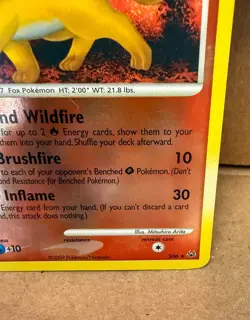 7 Fox Pokémon HT: 2'00" WT: 21.8 lbs.
nd Wildfire
for up to 2 Energy cards, show them to your
them into your hand. Shuffle your deck afterward.
Brushfire 10
to each of your opponent's Benched Pokémon. (Don't
and Resistance for Benched Pokémon.)
Inflame 30
Energy card from your hand. (If you can't discard a card
this attack does nothing.)
Illus. Mitsuhiro Arita
resistance retreat cost
+10